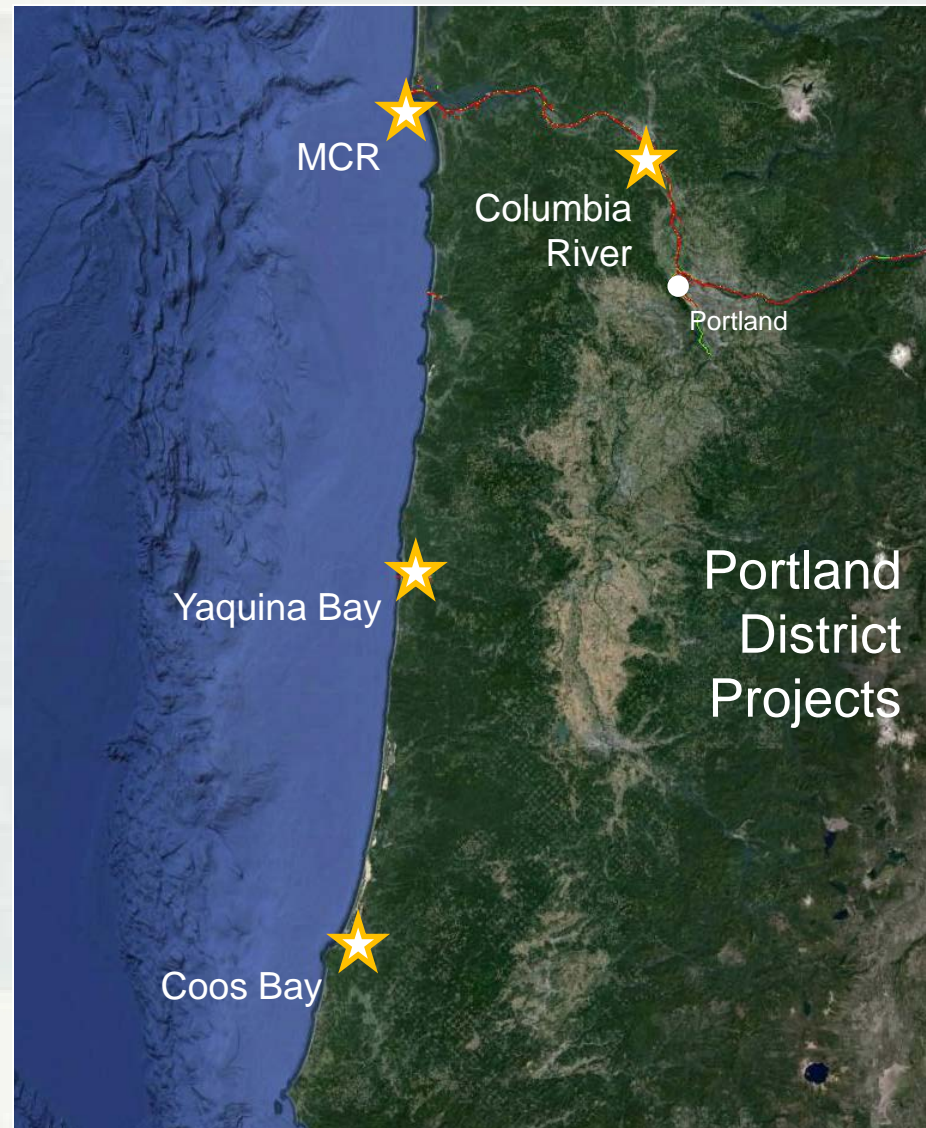 MCR
Columbia
River
Portland
Portland
District
Projects
Yaquina Bay
Coos Bay